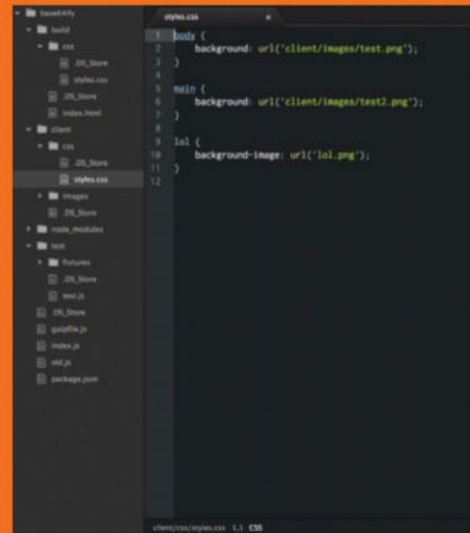 base64ify
build
css
.DS_Store
styles.css
.DS_Store
index.html
client
css
.DS_Store
styles.css
images
.DS_Store
node_modules
test
fixtures
.DS_Store
test.js
.DS_Store
gulpfile.js
index.js
old.js
package.json
styles.css ×
1 body {
2 background: url('client/images/test.png');
3 }
4
5 main {
6 background: url('client/images/test2.png');
7 }
8
9 lol {
10 background-image: url('lol.png');
11 }
12
client/css/styles.css 1,1 CSS